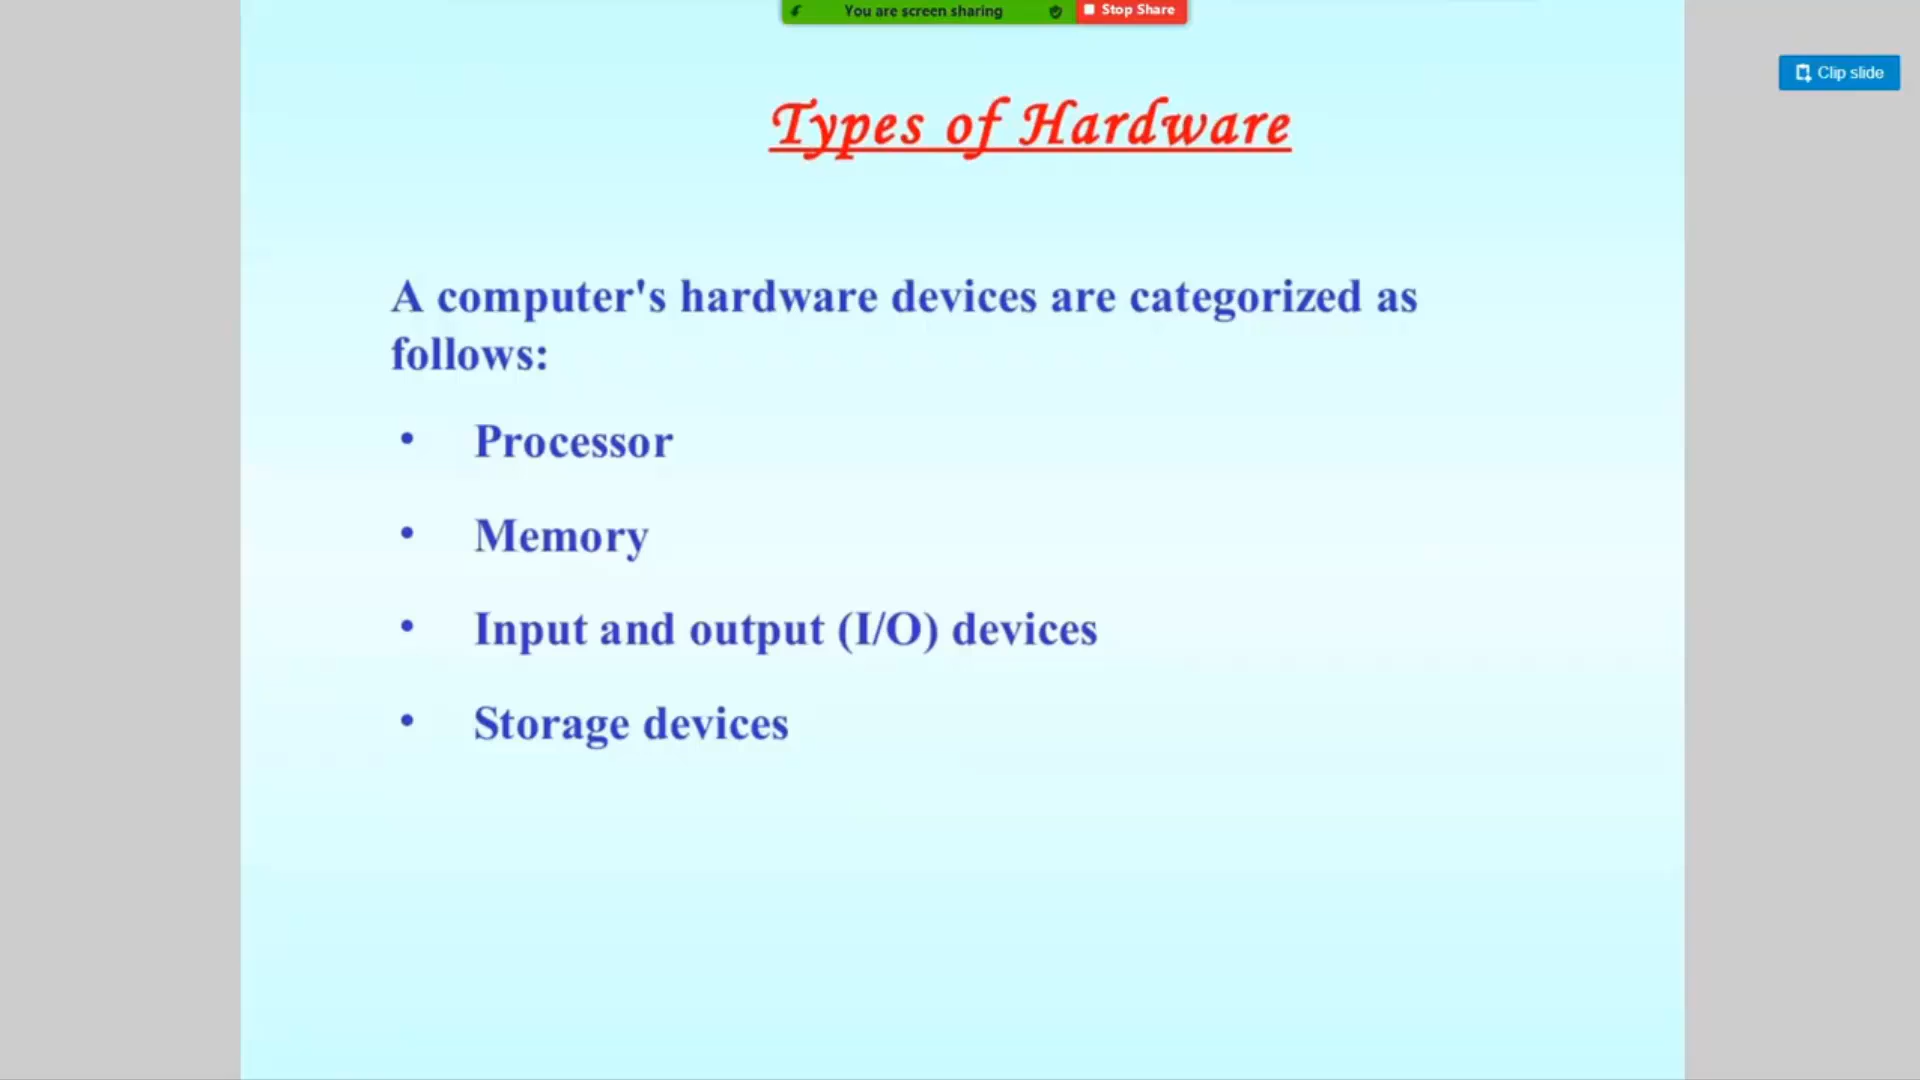 You are screen sharing
Stop Share
Clip slide
Types of Hardware
A computer's hardware devices are categorized as
follows:
• Processor
• Memory
• Input and output (I/O) devices
• Storage devices